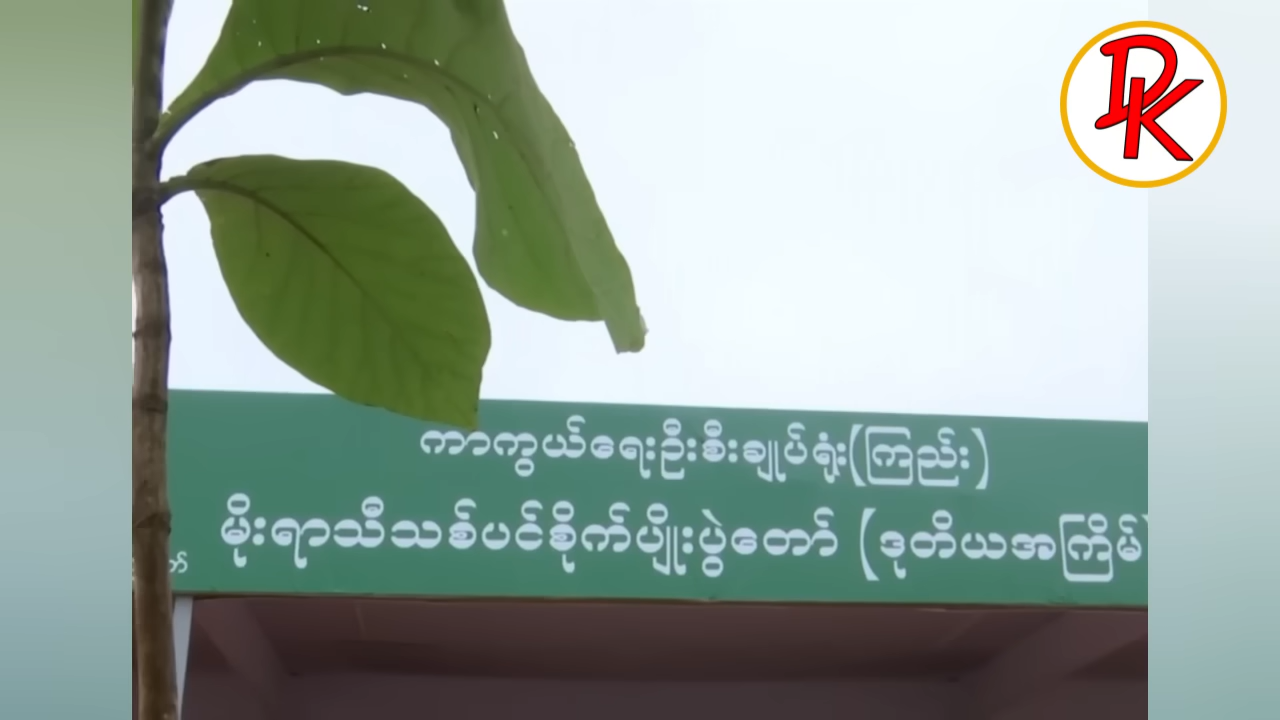 DK
ကာကွယ်ရေးဦးစီးချုပ်ရုံး(ကြည်း)
မိုးရာသီသစ်ပင်စိုက်ပျိုးပွဲတော် (ဒုတိယအကြိမ်)